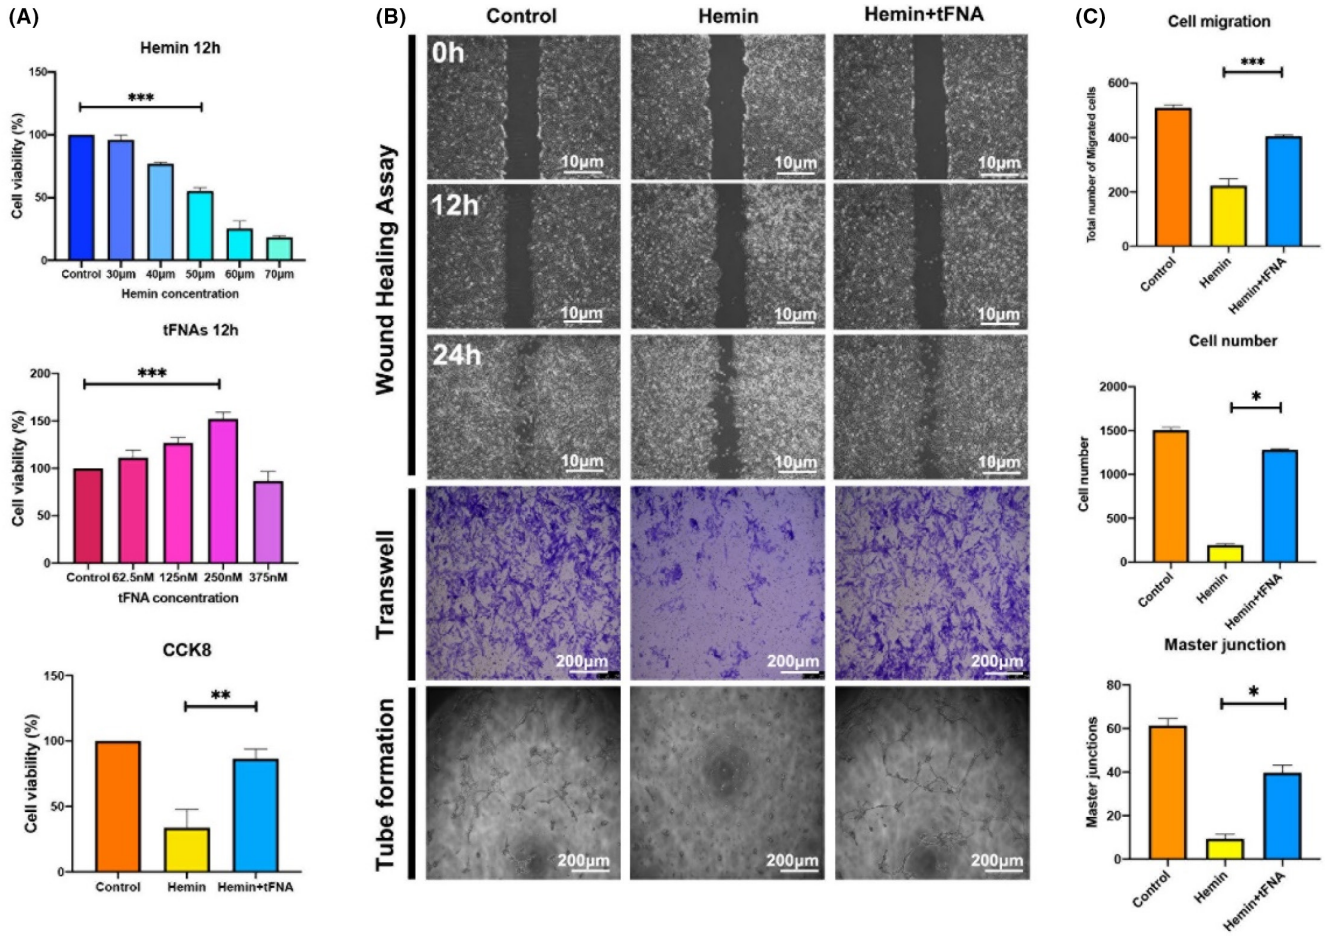 (A)
Hemin 12h
150
100
50
0
Cell viability (%)
***
Control 30μm 40μm 50μm 60μm 70μm
Hemin concentration
tFNAs 12h
200
150
100
50
0
Cell viability (%)
***
Control 62.5nM 125nM 250nM 375nM
tFNA concentration
CCK8
150
100
50
0
Cell viability (%)
**
Control Hemin Hemin+tFNA
(B)
Control Hemin Hemin+tFNA
Wound Healing Assay
0h
10μm 10μm 10μm
12h
10μm 10μm 10μm
24h
10μm 10μm 10μm
Transwell
200μm 200μm 200μm
Tube formation
200μm 200μm 200μm
(C)
Cell migration
600
400
200
0
Total number of Migrated cells
***
Control Hemin Hemin+tFNA
Cell number
2000
1500
1000
500
0
Cell number
*
Control Hemin Hemin+tFNA
Master junction
80
60
40
20
0
Master junctions
*
Control Hemin Hemin+tFNA